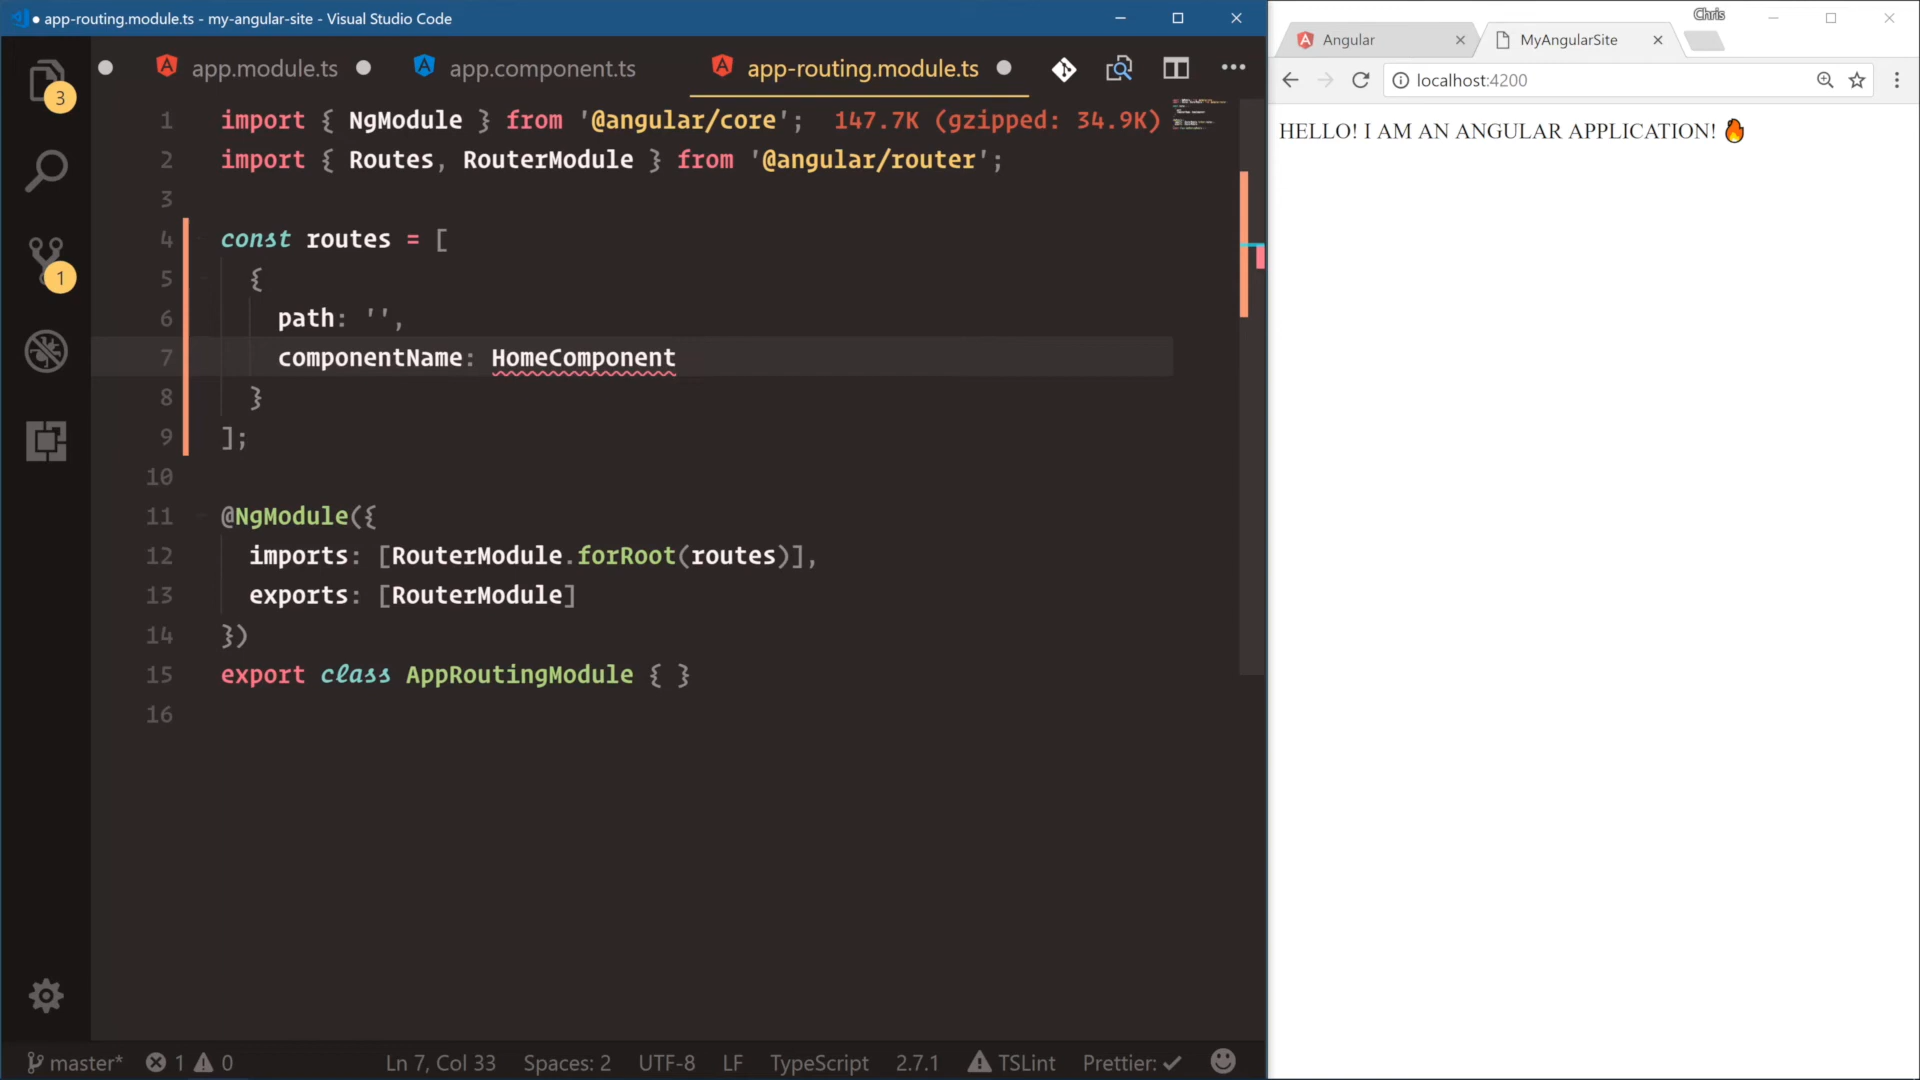 ● app-routing.module.ts - my-angular-site - Visual Studio Code
app.module.ts
app.component.ts
app-routing.module.ts
3
1
1 import { NgModule } from '@angular/core'; 147.7K (gzipped: 34.9K)
2 import { Routes, RouterModule } from '@angular/router';
3
4 const routes = [
5 {
6 path: '',
7 componentName: HomeComponent
8 }
9 ];
10
11 @NgModule({
12 imports: [RouterModule.forRoot(routes)],
13 exports: [RouterModule]
14 })
15 export class AppRoutingModule { }
16
master* 1 0 Ln 7, Col 33 Spaces: 2 UTF-8 LF TypeScript 2.7.1 TSLint Prettier: ✓
Chris
Angular
MyAngularSite
localhost:4200
HELLO! I AM AN ANGULAR APPLICATION! 🔥